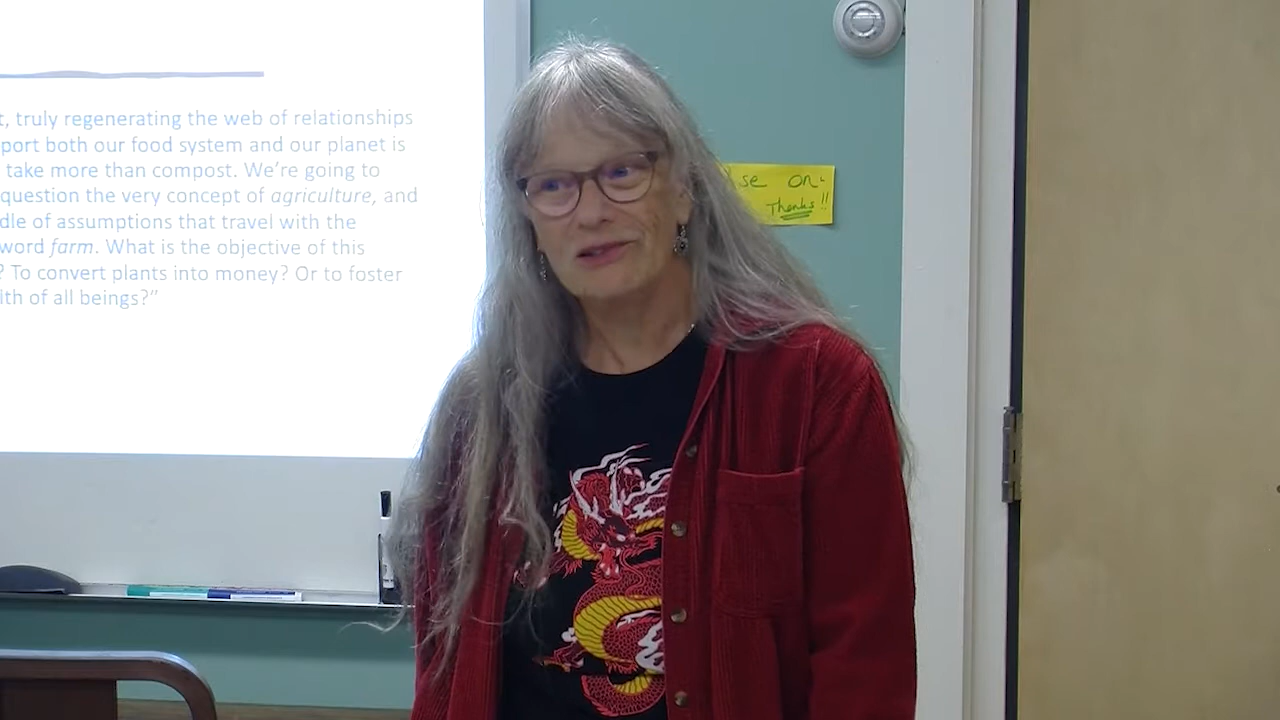 t, truly regenerating the web of relationships
port both our food system and our planet is
take more than compost. We're going to
question the very concept of agriculture, and
dle of assumptions that travel with the
word farm. What is the objective of this
? To convert plants into money? Or to foster
lth of all beings?"
se on
Thanks!!